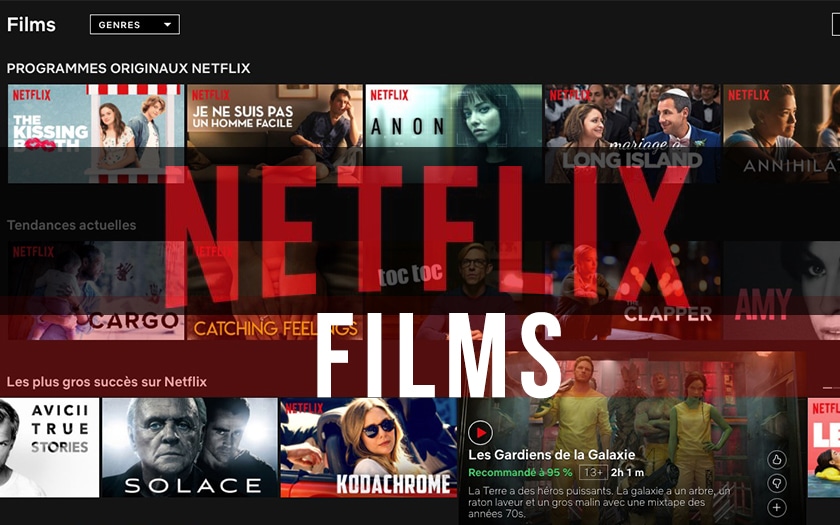 Films
GENRES
PROGRAMMES ORIGINAUX NETFLIX
NETFLIX
THE
KISSING
BOOTH
NETFLIX
JE NE SUIS PAS
UN HOMME FACILE
NETFLIX
ANON
NETFLIX
mariage à
LONG ISLAND
NETFLIX
ANNIHILA
NETFLIX
Tendances actuelles
NETFLIX
CARGO
NETFLIX
CATCHING FEELINGS
toc toc
THE
CLAPPER
AMY
FILMS
Les plus gros succès sur Netflix
AVICII
TRUE
STORIES
SOLACE
NETFLIX
KODACHROME
Les Gardiens de la Galaxie
Recommandé à 95 % 13+ 2h 1 m
La Terre a des héros puissants. La galaxie a un arbre, un
raton laveur et un gros malin avec une mixtape des
années 70s.
NETFLIX
LE